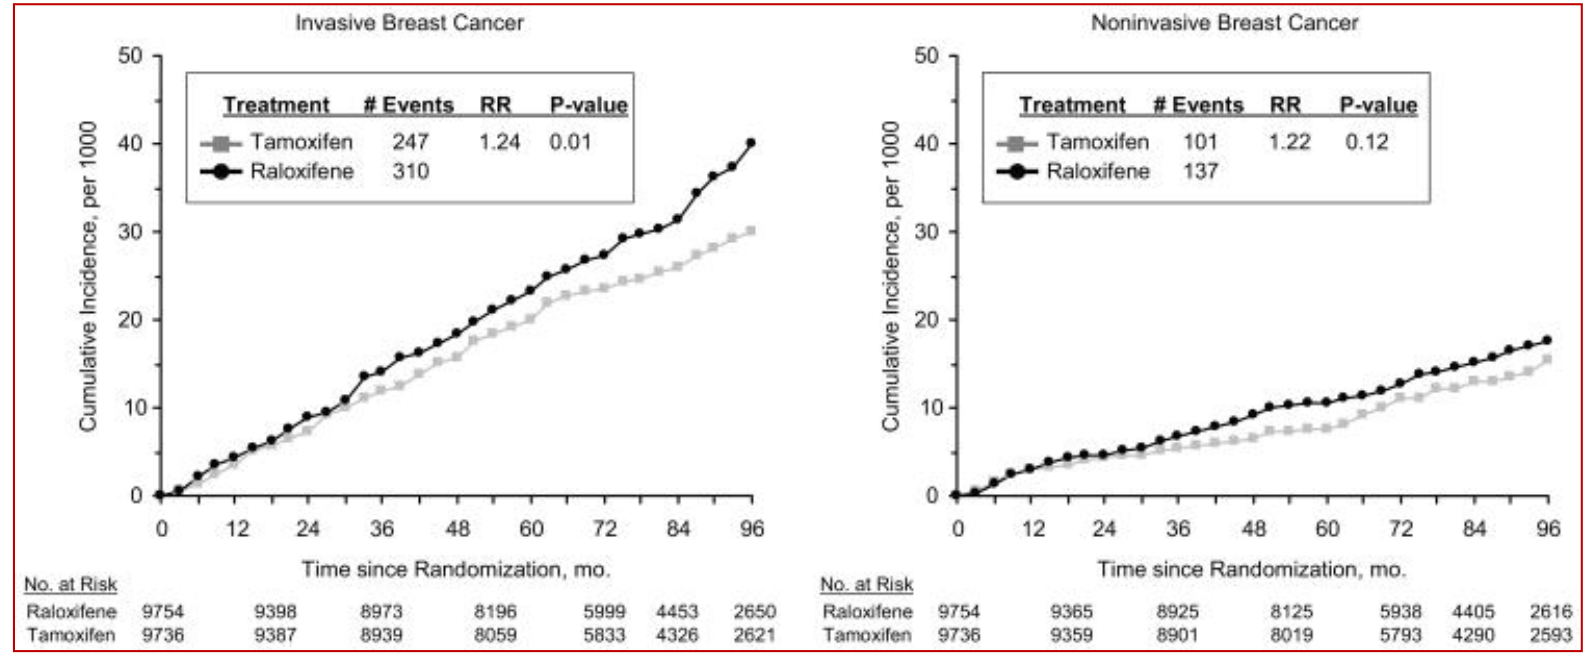 Invasive Breast Cancer
50
40
30
20
10
0
Cumulative Incidence, per 1000
Treatment # Events RR P-value
Tamoxifen 247 1.24 0.01
Raloxifene 310
0 12 24 36 48 60 72 84 96
Time since Randomization, mo.
No. at Risk
Raloxifene 9754 9398 8973 8196 5999 4453 2650
Tamoxifen 9736 9387 8939 8059 5833 4326 2621
Noninvasive Breast Cancer
50
40
30
20
10
0
Cumulative Incidence, per 1000
Treatment # Events RR P-value
Tamoxifen 101 1.22 0.12
Raloxifene 137
0 12 24 36 48 60 72 84 96
Time since Randomization, mo.
No. at Risk
Raloxifene 9754 9365 8925 8125 5938 4405 2616
Tamoxifen 9736 9359 8901 8019 5793 4290 2593